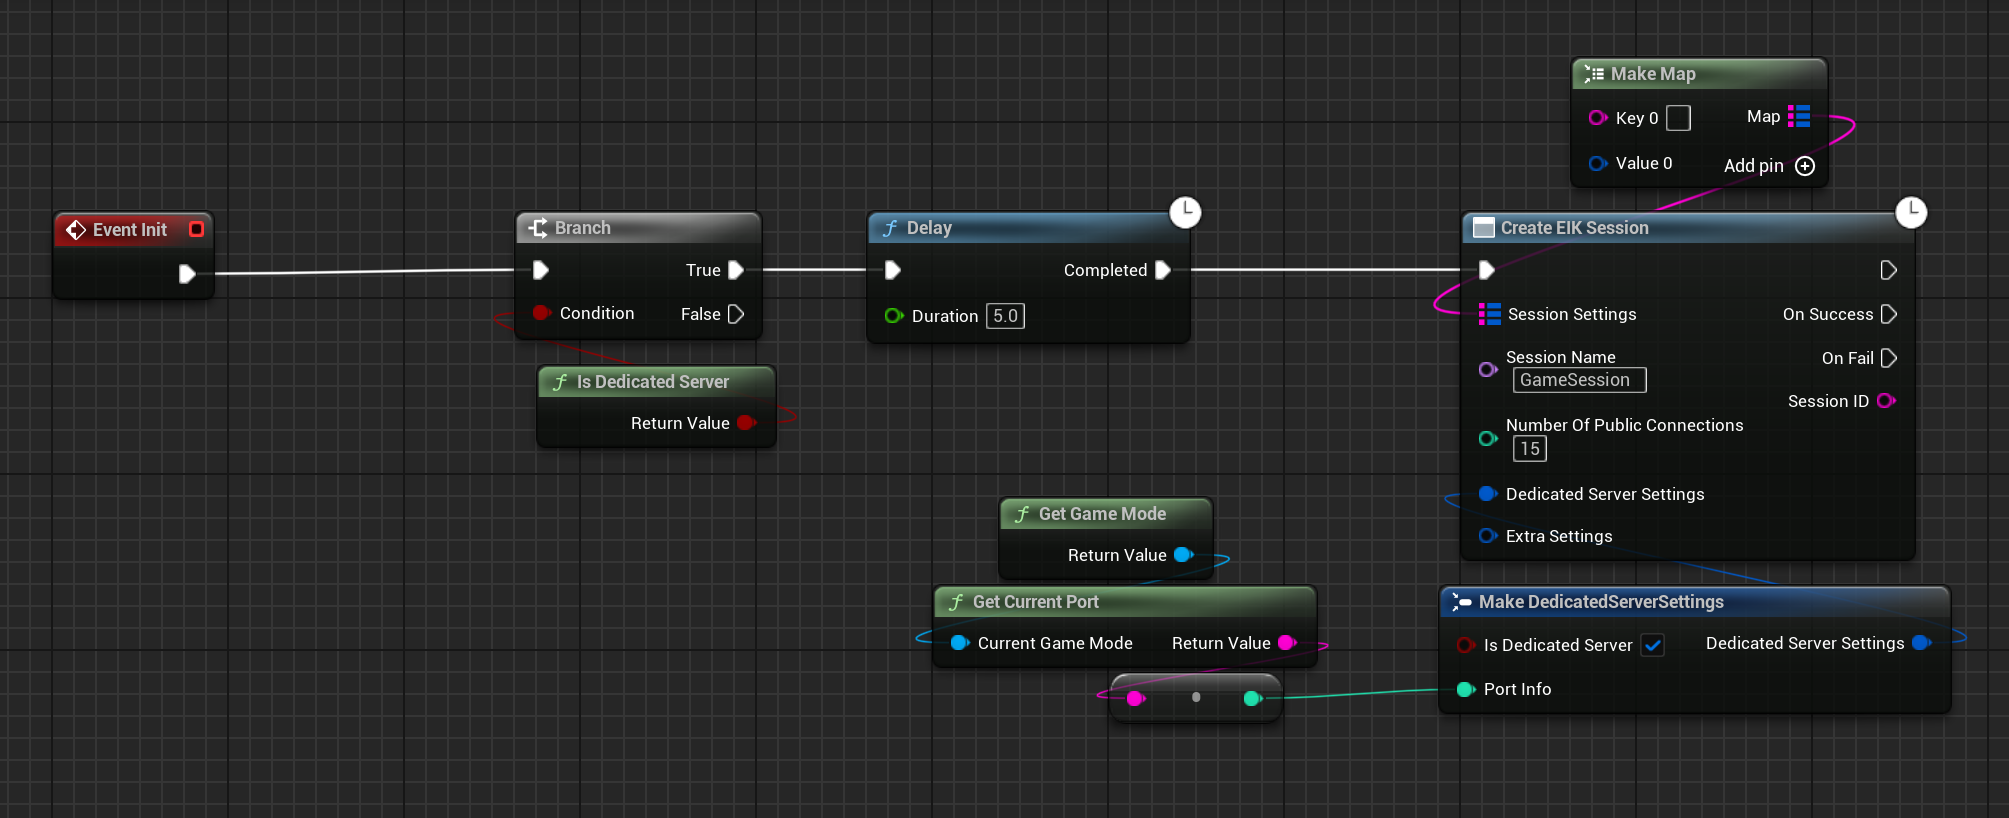 Make Map
Key 0
Map
Value 0
Add pin
Event Init
Branch
True
Condition
False
Is Dedicated Server
Return Value
Delay
Completed
Duration 5.0
Create EIK Session
Session Settings
On Success
Session Name
GameSession
On Fail
Session ID
Number Of Public Connections
15
Dedicated Server Settings
Extra Settings
Get Game Mode
Return Value
Get Current Port
Current Game Mode
Return Value
Make DedicatedServerSettings
Is Dedicated Server
Dedicated Server Settings
Port Info